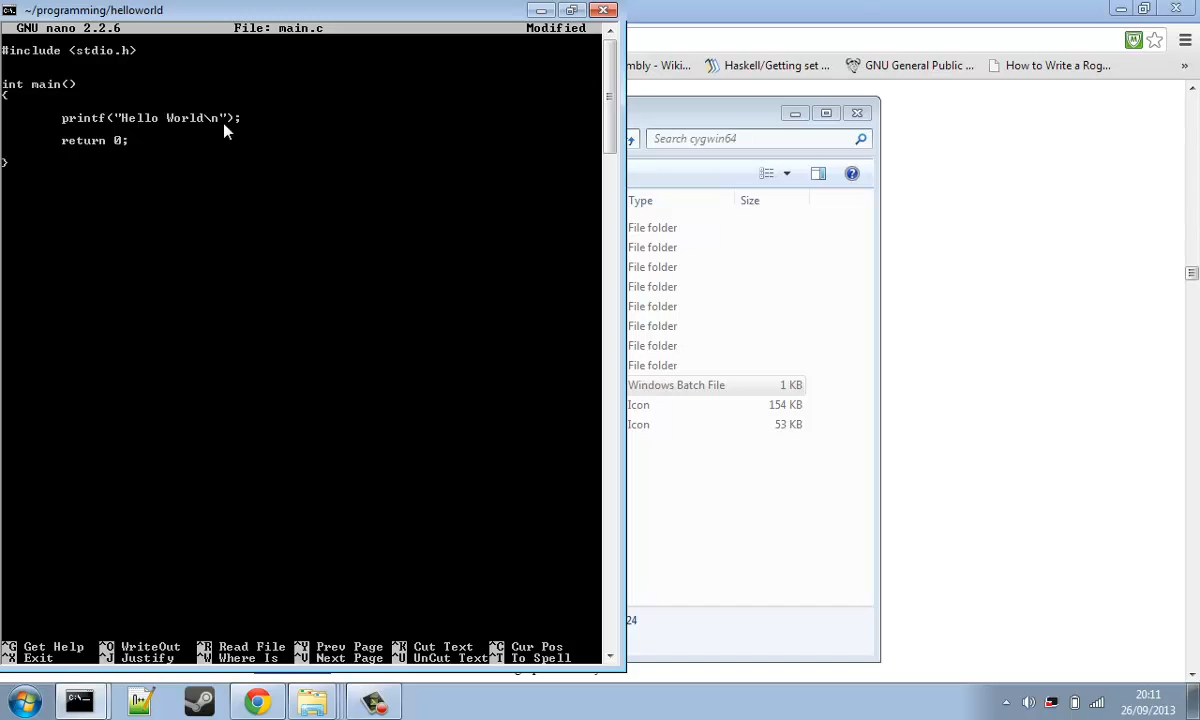 ~/programming/helloworld
GNU nano 2.2.6 File: main.c Modified
#include <stdio.h>
int main()
{
printf("Hello World\n");
return 0;
}
^G Get Help ^O WriteOut ^R Read File ^Y Prev Page ^K Cut Text ^C Cur Pos
^X Exit ^J Justify ^W Where Is ^V Next Page ^U UnCut Text ^T To Spell
mbly - Wiki... Haskell/Getting set ... GNU General Public ... How to Write a Rog... »
Search cygwin64
Type Size
File folder
File folder
File folder
File folder
File folder
File folder
File folder
File folder
Windows Batch File 1 KB
Icon 154 KB
Icon 53 KB
24
20:11
26/09/2013